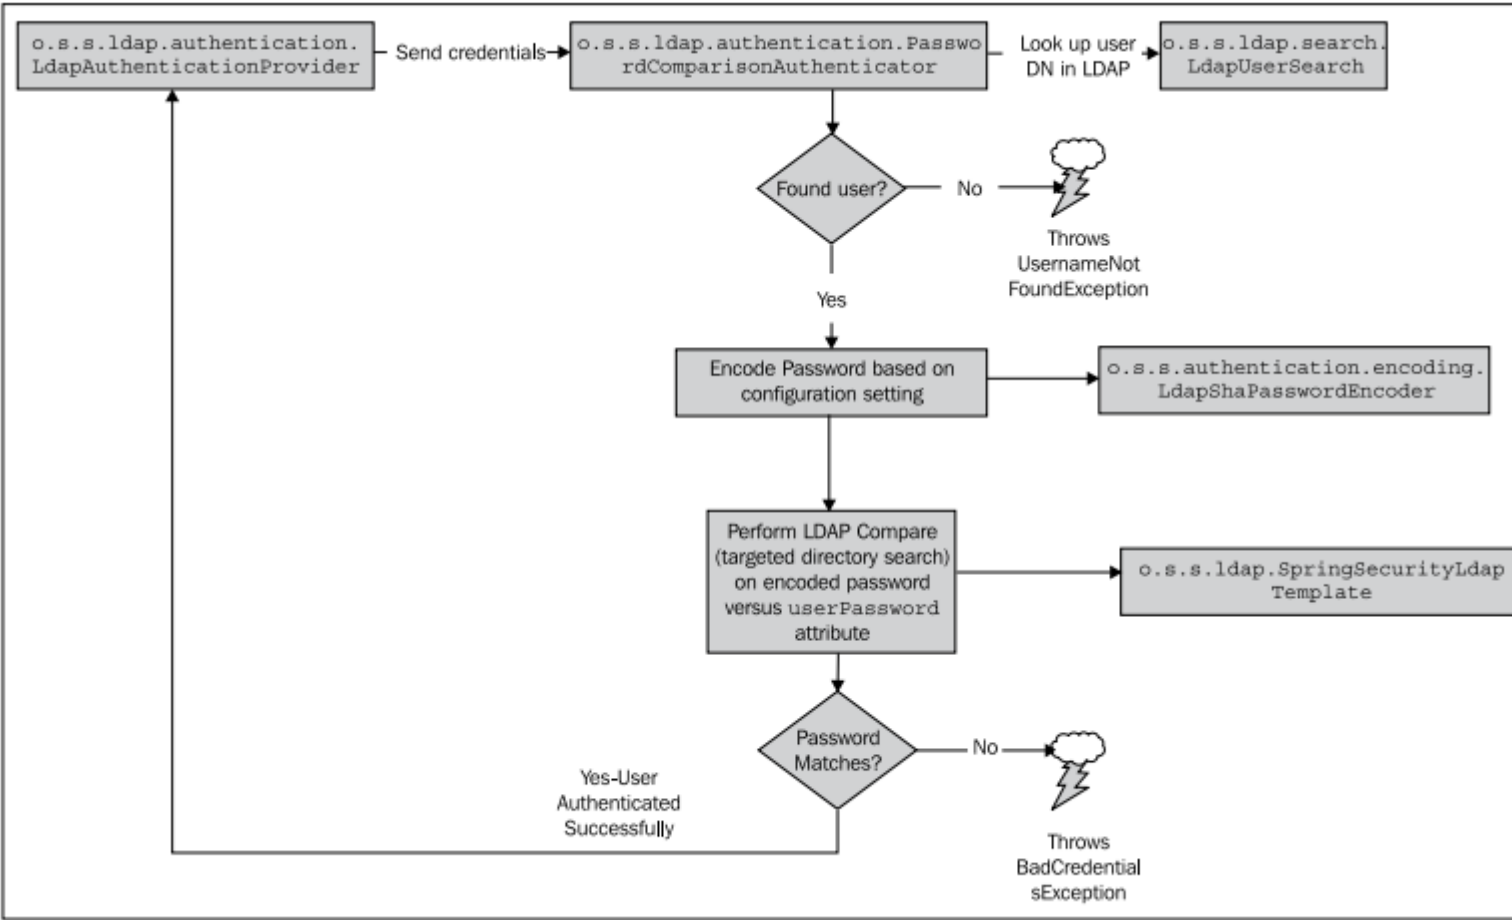 o.s.s.ldap.authentication.
LdapAuthenticationProvider
Send credentials
o.s.s.ldap.authentication.Passwo
rdComparisonAuthenticator
Look up user
DN in LDAP
o.s.s.ldap.search.
LdapUserSearch
Found user?
No
Throws
UsernameNot
FoundException
Yes
Encode Password based on
configuration setting
o.s.s.authentication.encoding.
LdapShaPasswordEncoder
Perform LDAP Compare
(targeted directory search)
on encoded password
versus userPassword
attribute
o.s.s.ldap.SpringSecurityLdap
Template
Password
Matches?
No
Throws
BadCredential
sException
Yes-User
Authenticated
Successfully